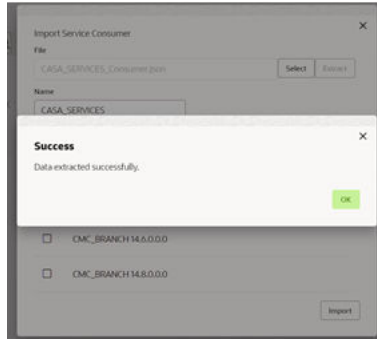 Import Service Consumer
File
CASA_SERVICES_Consumer.json
Select
Extract
Name
CASA_SERVICES
Success
Data extracted successfully.
OK
CMC_BRANCH 14.6.0.0.0
CMC_BRANCH 14.8.0.0.0
Import